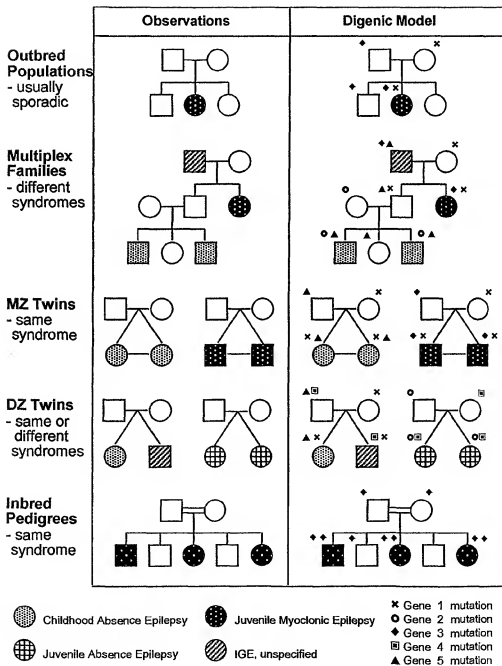 Observations Digenic Model
Outbred
Populations
- usually
sporadic
Multiplex
Families
- different
syndromes
MZ Twins
- same
syndrome
DZ Twins
- same or
different
syndromes
Inbred
Pedigrees
- same
syndrome
Childhood Absence Epilepsy
Juvenile Myoclonic Epilepsy
Juvenile Absence Epilepsy
IGE, unspecified
Gene 1 mutation
Gene 2 mutation
Gene 3 mutation
Gene 4 mutation
Gene 5 mutation